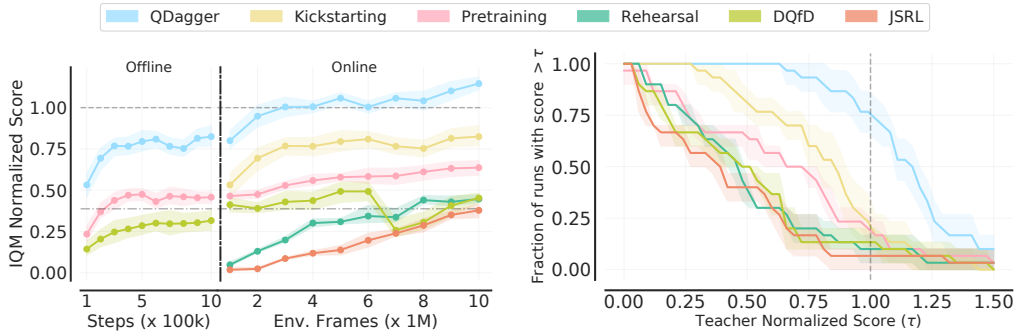 QDagger Kickstarting Pretraining Rehearsal DQfD JSRL
Offline Online
IQM Normalized Score
1.00
0.75
0.50
0.25
0.00
1 5 10 2 4 6 8 10
Steps (x 100k) Env. Frames (x 1M)
Fraction of runs with score > τ
1.00
0.75
0.50
0.25
0.00
0.00 0.25 0.50 0.75 1.00 1.25 1.50
Teacher Normalized Score (τ)